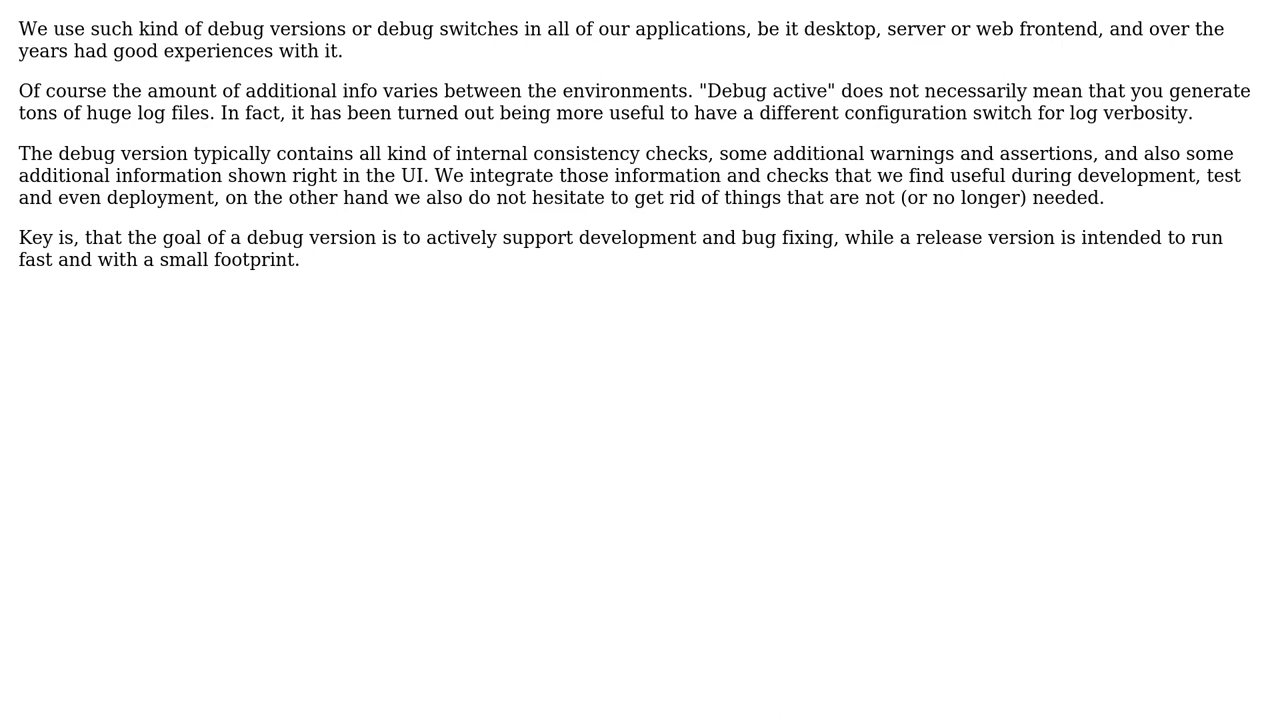 We use such kind of debug versions or debug switches in all of our applications, be it desktop, server or web frontend, and over the
years had good experiences with it.
Of course the amount of additional info varies between the environments. "Debug active" does not necessarily mean that you generate
tons of huge log files. In fact, it has been turned out being more useful to have a different configuration switch for log verbosity.
The debug version typically contains all kind of internal consistency checks, some additional warnings and assertions, and also some
additional information shown right in the UI. We integrate those information and checks that we find useful during development, test
and even deployment, on the other hand we also do not hesitate to get rid of things that are not (or no longer) needed.
Key is, that the goal of a debug version is to actively support development and bug fixing, while a release version is intended to run
fast and with a small footprint.